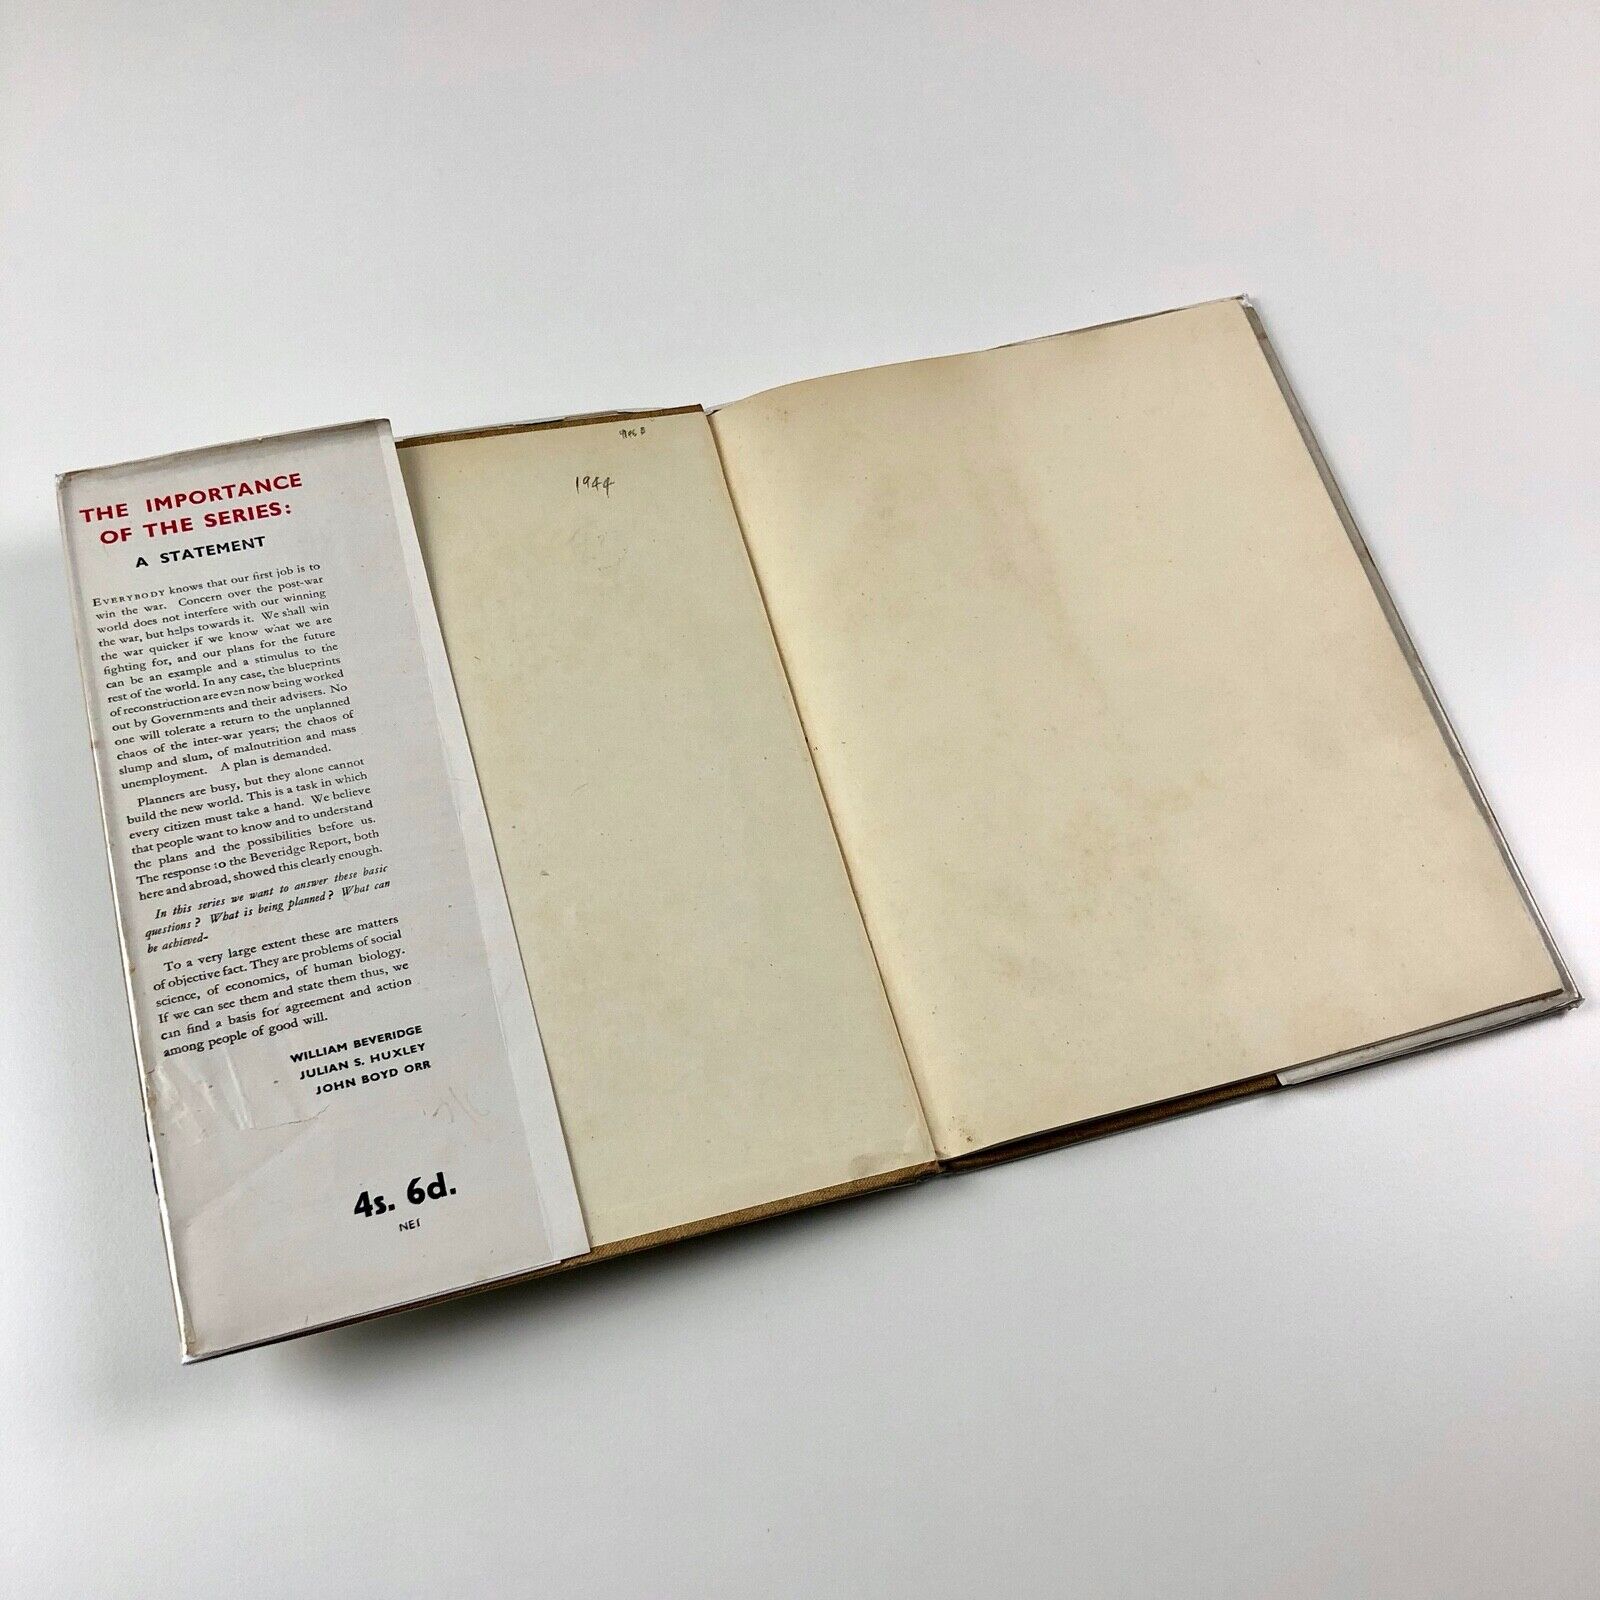 THE IMPORTANCE
OF THE SERIES:
A STATEMENT
EVERYBODY knows that our first job is to
win the war. Concern over the post-war
world does not interfere with our winning
the war, but helps towards it. We shall win
the war quicker if we know what we are
fighting for, and our plans for the future
can be an example and a stimulus to the
rest of the world. In any case, the blueprints
of reconstruction are even now being worked
out by Governments and their advisers. No
one will tolerate a return to the unplanned
chaos of the inter-war years; the chaos of
slump and slum, of malnutrition and mass
unemployment. A plan is demanded.
Planners are busy, but they alone cannot
build the new world. This is a task in which
every citizen must take a hand. We believe
that people want to know and to understand
the plans and the possibilities before us.
The response to the Beveridge Report, both
here and abroad, showed this clearly enough.
In this series we want to answer these basic
questions? What is being planned? What can
be achieved-
To a very large extent these are matters
of objective fact. They are problems of social
science, of economics, of human biology.
If we can see them and state them thus, we
can find a basis for agreement and action
among people of good will.
WILLIAM BEVERIDGE
JULIAN S. HUXLEY
JOHN BOYD ORR
4s. 6d.
NET
1944